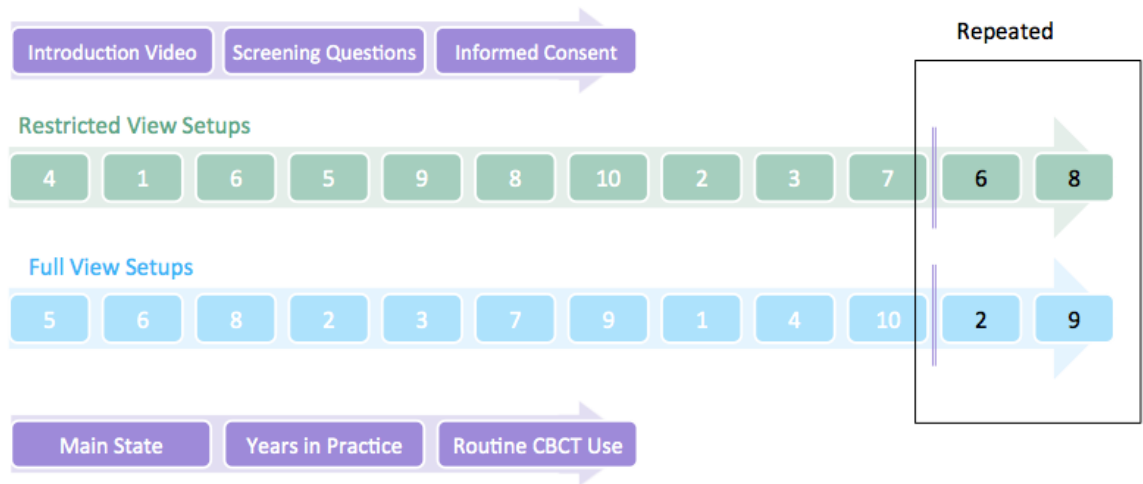 Introduction Video Screening Questions Informed Consent
Repeated
Restricted View Setups
4 1 6 5 9 8 10 2 3 7 6 8
Full View Setups
5 6 8 2 3 7 9 1 4 10 2 9
Main State Years in Practice Routine CBCT Use